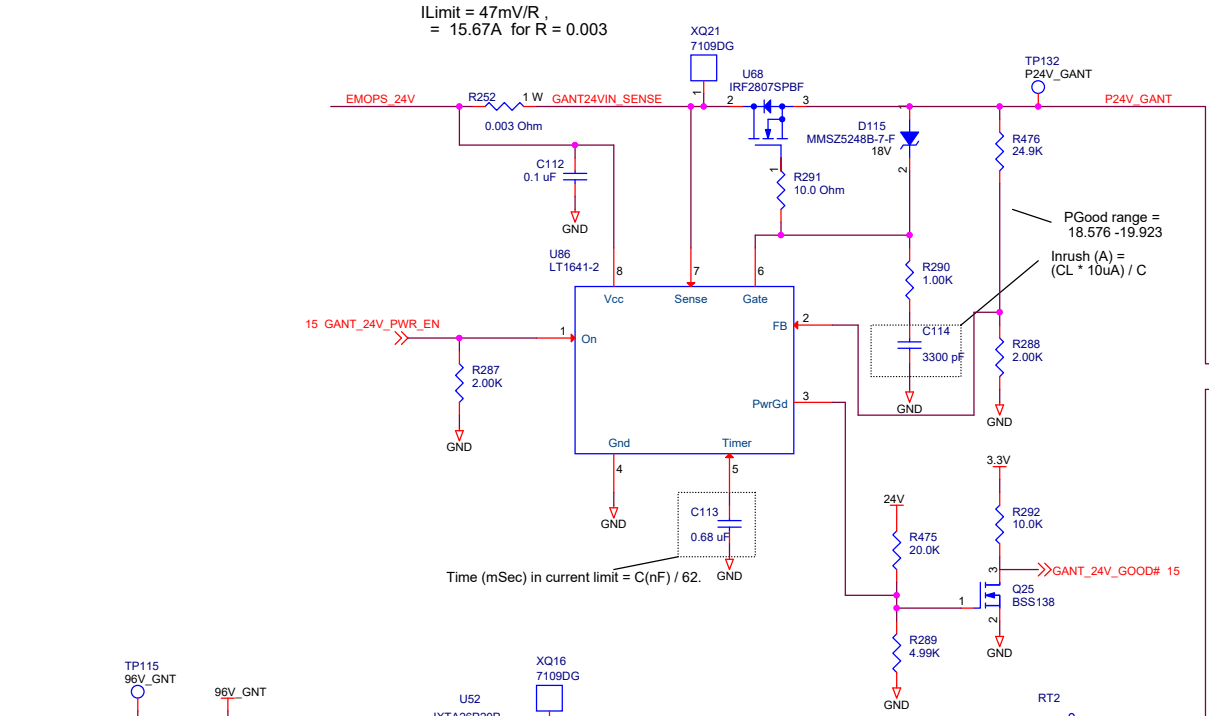 ILimit = 47mV/R ,
= 15.67A for R = 0.003
XQ21
7109DG
TP132
P24V_GANT
U68
IRF2807SPBF
EMOPS_24V
R252
1 W
GANT24VIN_SENSE
1
2
3
1
P24V_GANT
0.003 Ohm
D115
MMSZ5248B-7-F
18V
2
R476
24.9K
C112
0.1 uF
GND
1
R291
10.0 Ohm
PGood range =
18.576 -19.923
Inrush (A) =
(CL * 10uA) / C
U86
LT1641-2
8
7
6
R290
1.00K
Vcc
Sense
Gate
15 GANT_24V_PWR_EN
1
On
FB
2
C114
3300 pF
GND
R288
2.00K
GND
R287
2.00K
GND
PwrGd
3
Gnd
Timer
4
5
GND
C113
0.68 uF
GND
Time (mSec) in current limit = C(nF) / 62.
3.3V
24V
R292
10.0K
R475
20.0K
3
GANT_24V_GOOD# 15
1
Q25
BSS138
2
GND
R289
4.99K
GND
TP115
96V_GNT
96V_GNT
XQ16
7109DG
U52
IXTA26P20P
RT2